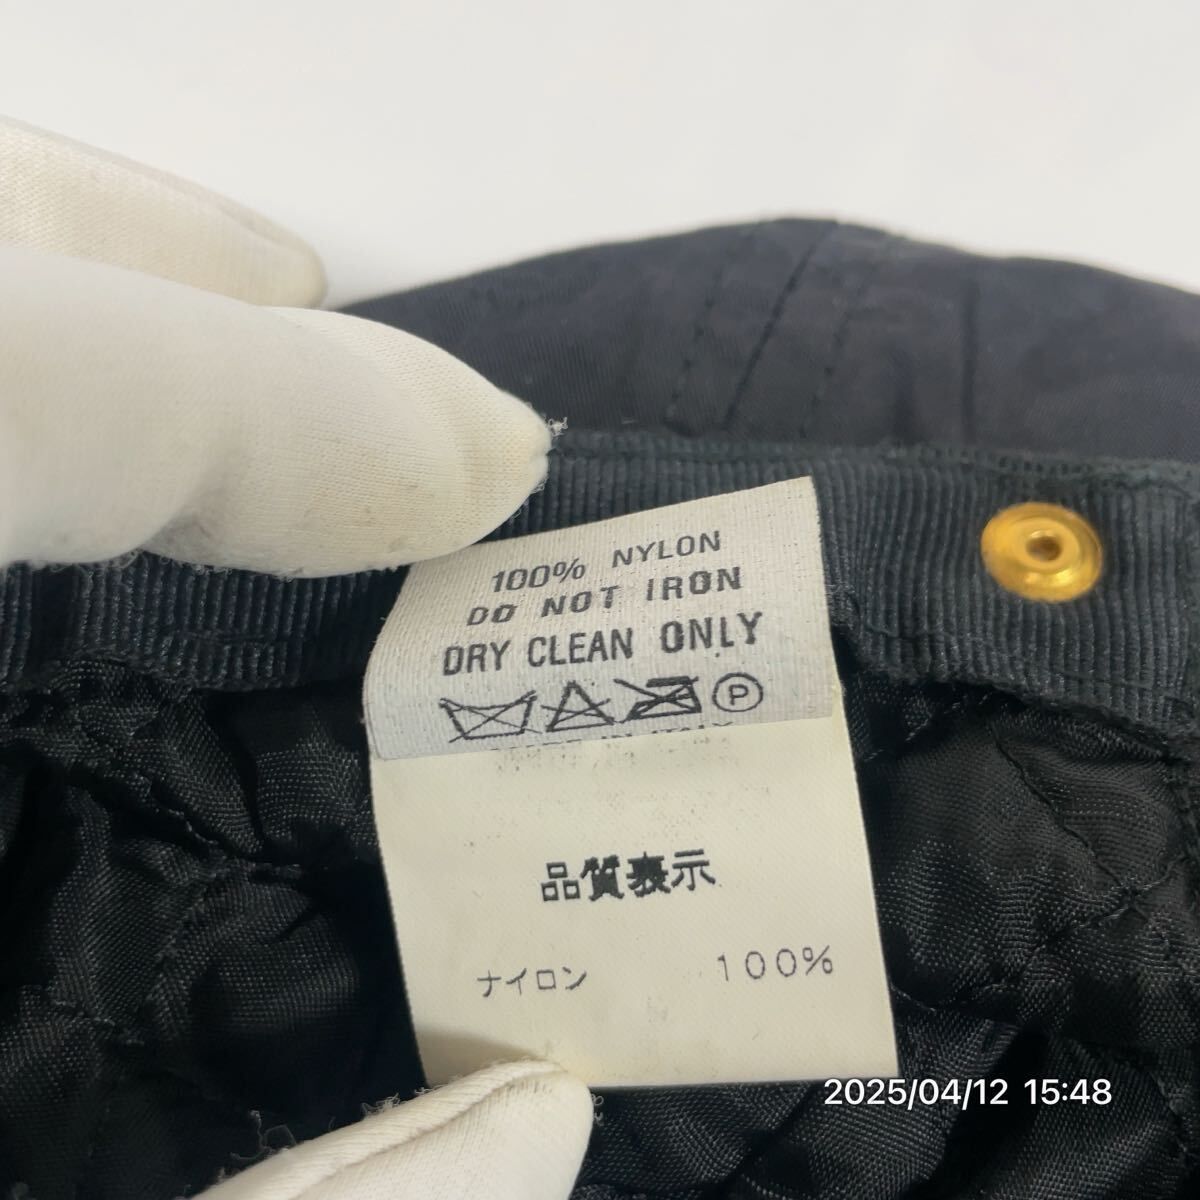 100% NYLON
DO NOT IRON
DRY CLEAN ONLY
P
品質表示
ナイロン 100%
2025/04/12 15:48